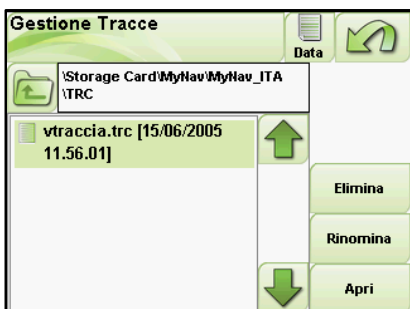 Gestione Tracce
Data
\Storage Card\MyNav\MyNav_ITA
\TRC
vtraccia.trc [15/06/2005
11.56.01]
Elimina
Rinomina
Apri